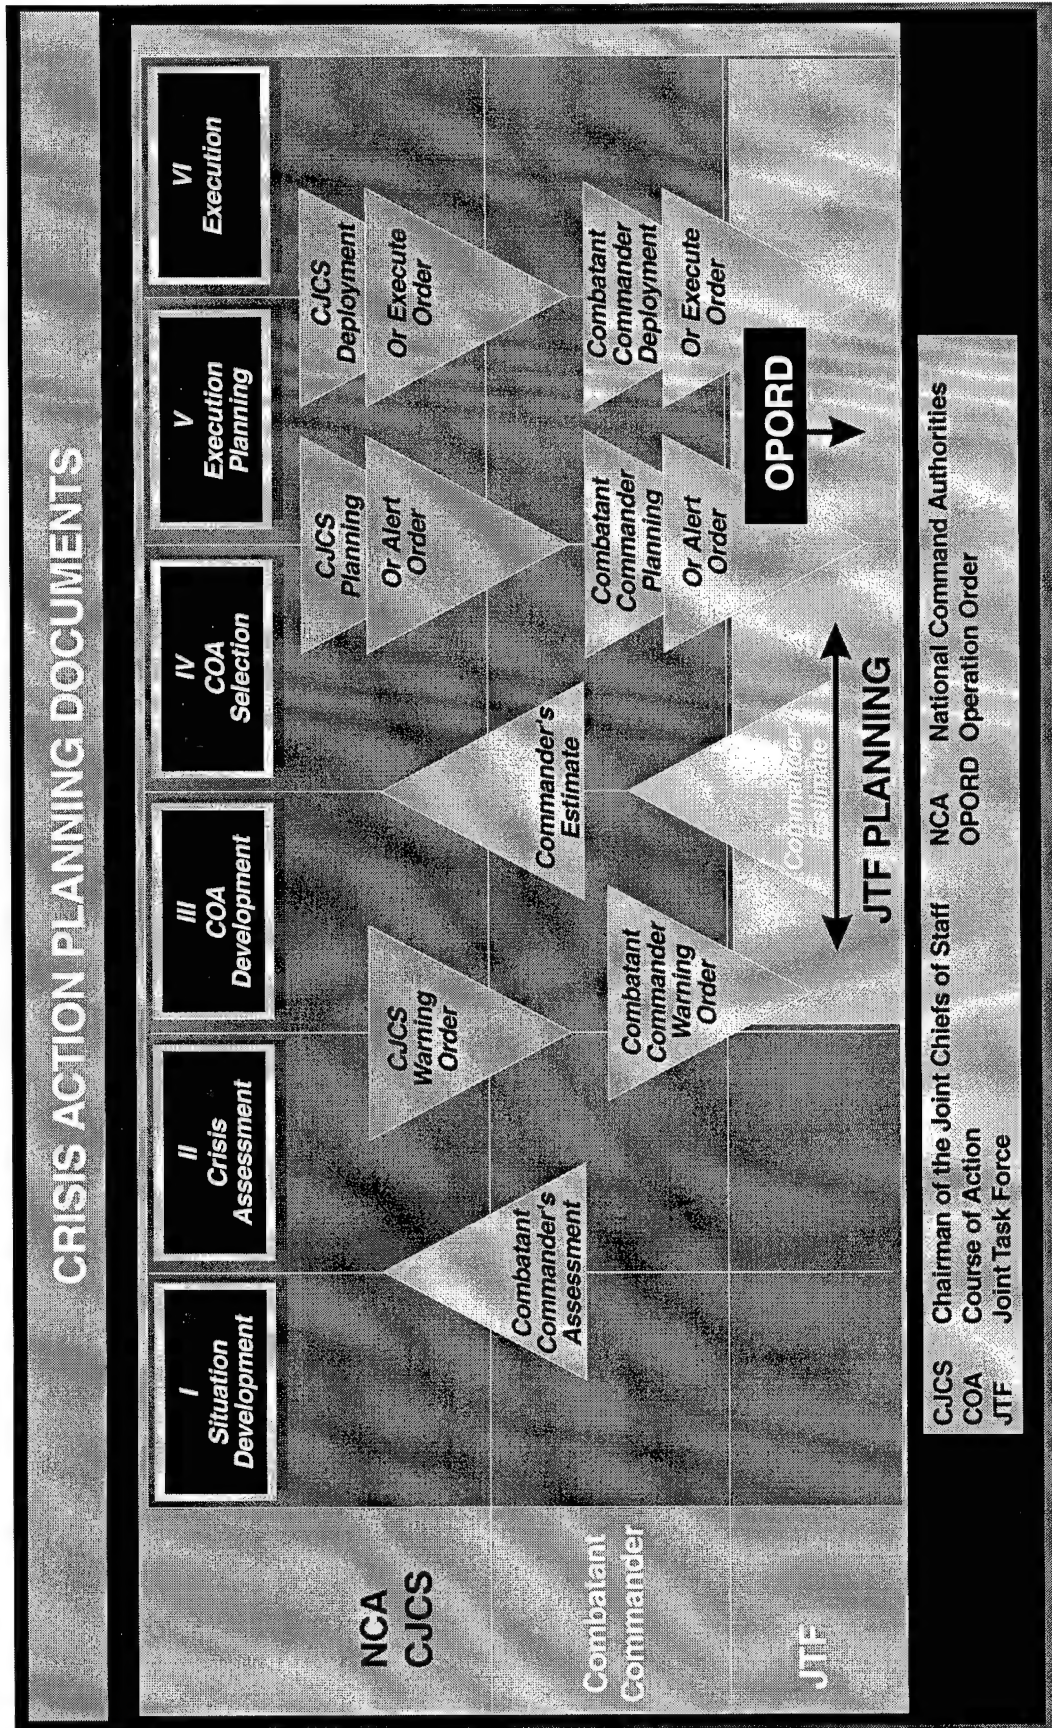 CRISIS ACTION PLANNING DOCUMENTS
I
Situation
Development
II
Crisis
Assessment
III
COA
Development
IV
COA
Selection
V
Execution
Planning
VI
Execution
NCA
CJCS
CJCS
Warning
Order
CJCS
Planning
Or Alert
Order
CJCS
Deployment
Or Execute
Order
Combatant
Commander
Combatant
Commander's
Assessment
Commander's
Estimate
Combatant
Commander
Warning
Order
Combatant
Commander
Planning
Or Alert
Order
Combatant
Commander
Deployment
Or Execute
Order
JTF
Commander
Estimate
JTF PLANNING
OPORD
CJCS Chairman of the Joint Chiefs of Staff
COA Course of Action
JTF Joint Task Force
NCA National Command Authorities
OPORD Operation Order